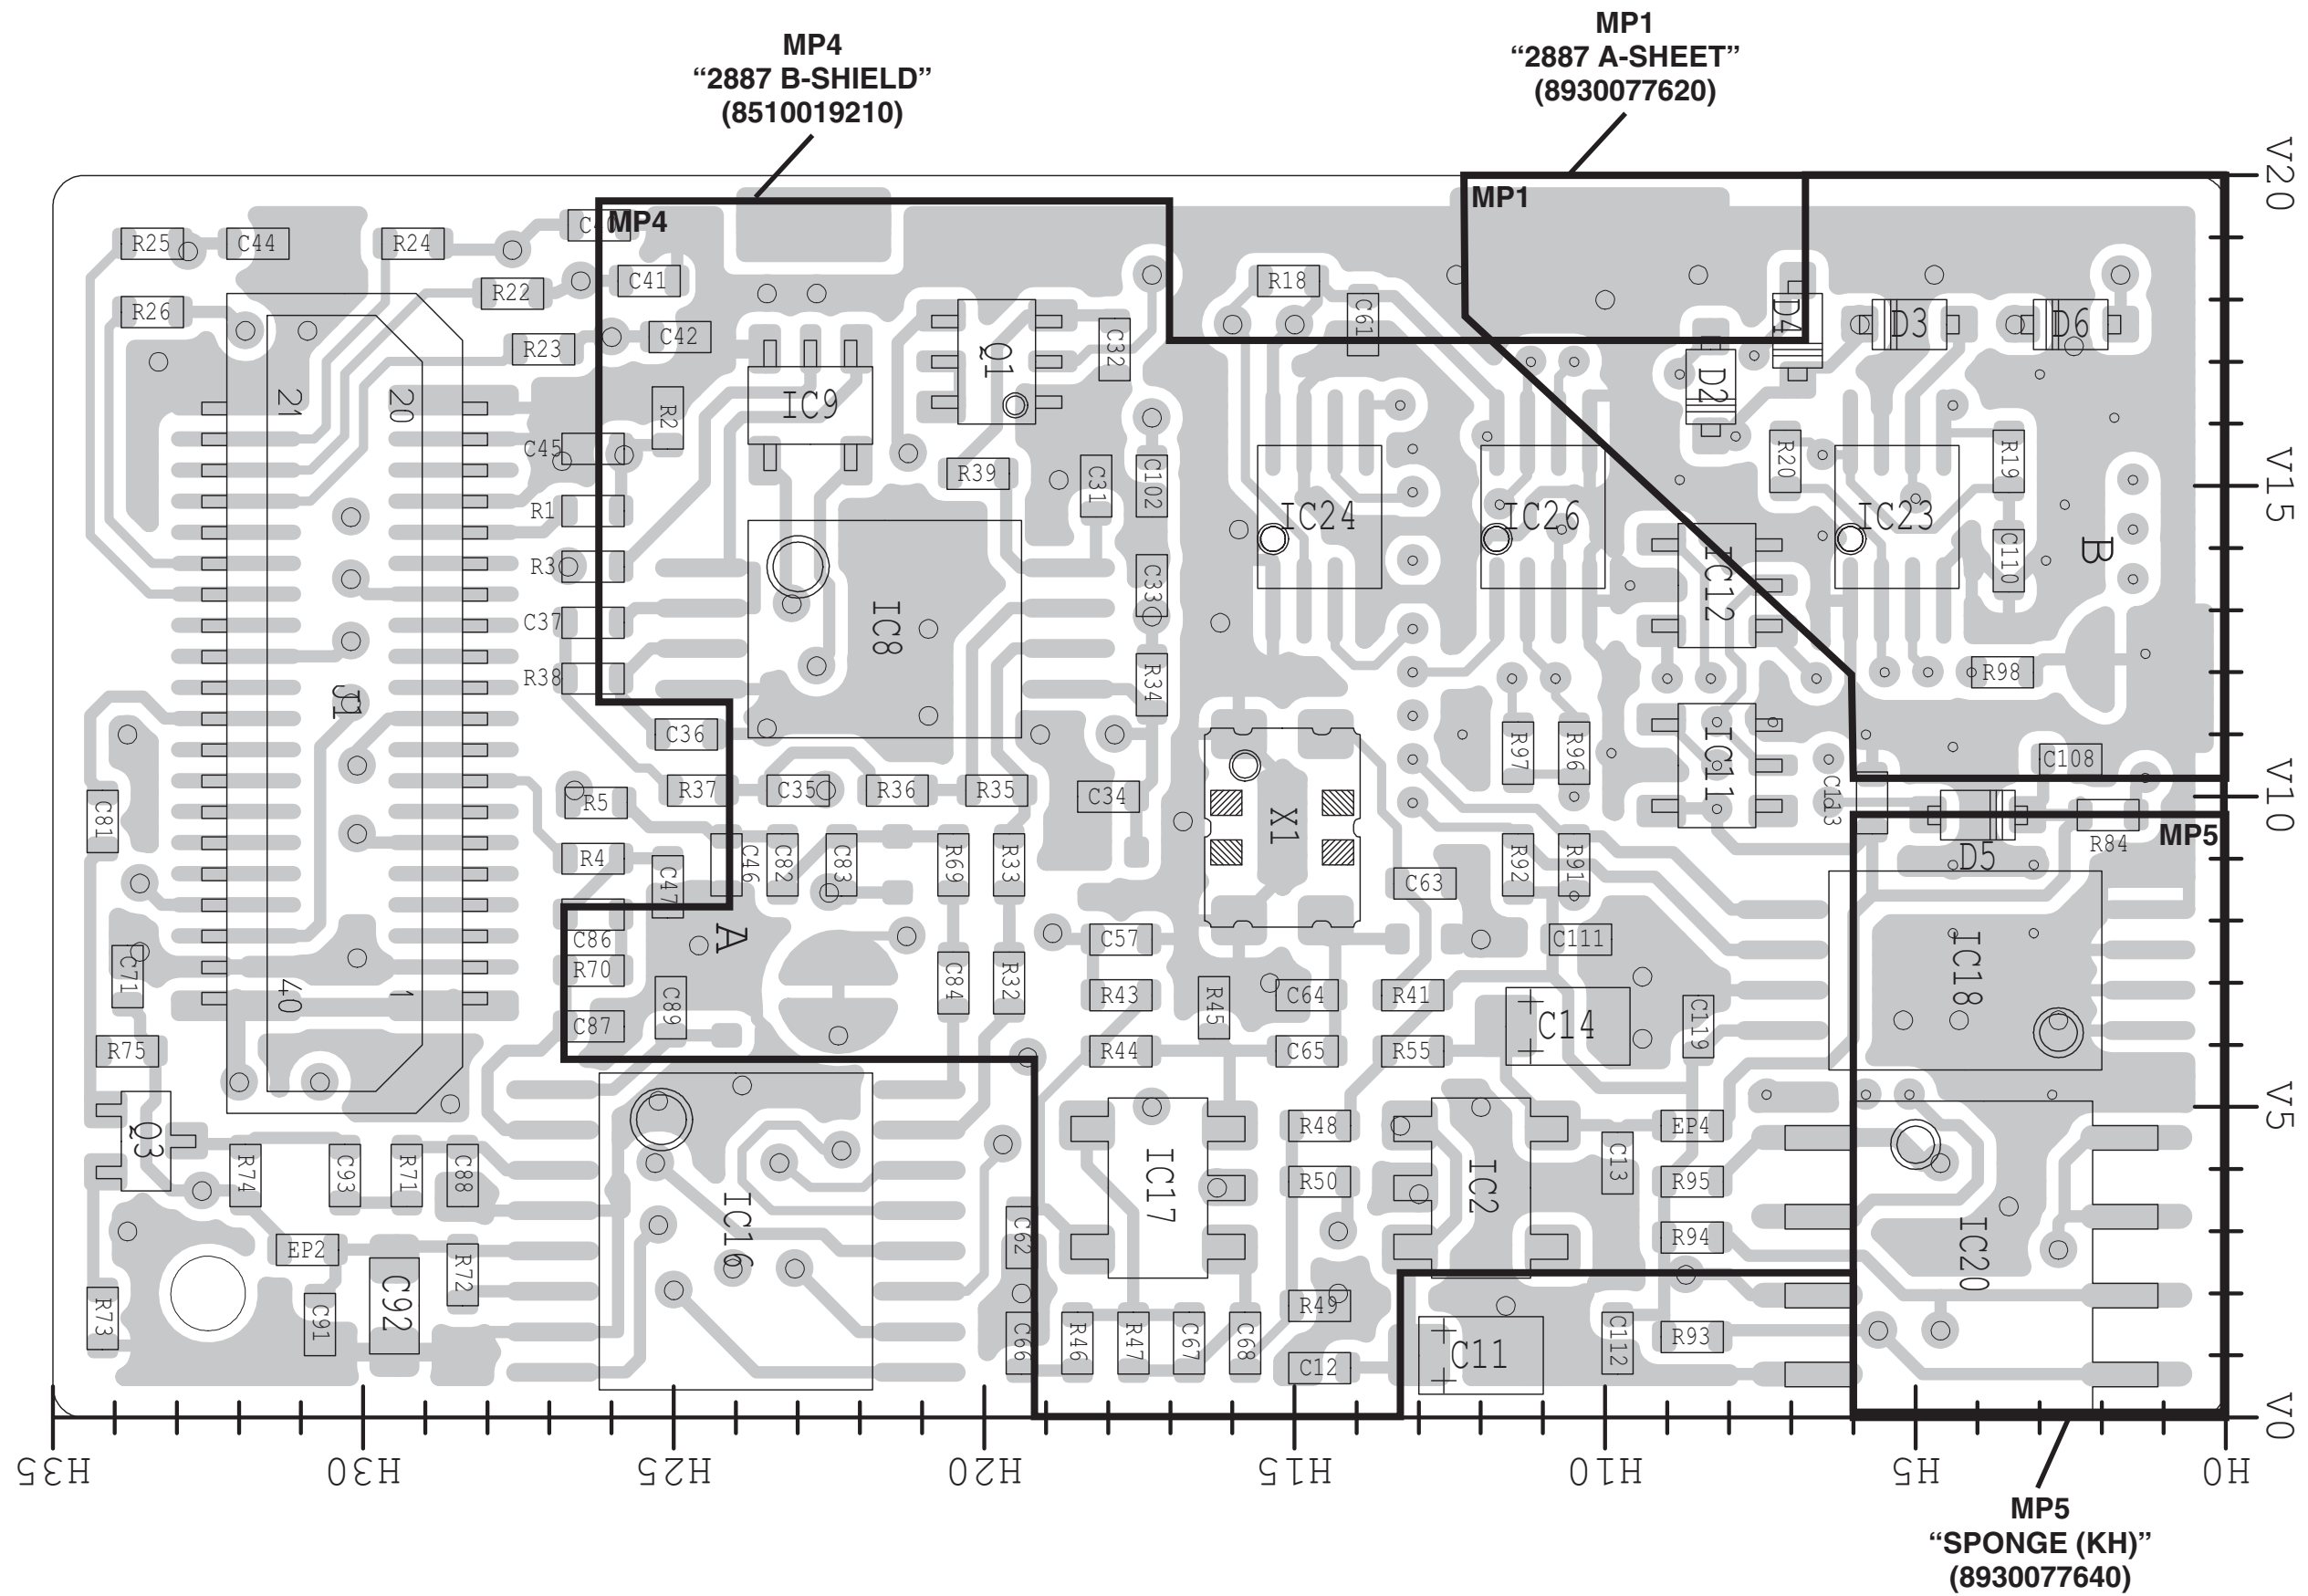 MP4
“2887 B-SHIELD”
(8510019210)
MP1
“2887 A-SHEET”
(8930077620)
V20
MP4
MP1
R25
C44
R24
R22
C41
R18
C61
R26
R23
C42
Q1
C32
D4
D3
D6
D2
21
20
IC9
R2
C45
R39
C31
C102
R20
R19
V15
R1
IC24
IC26
IC23
R3
C33
IC12
C110
B
C37
IC8
R38
R34
R98
J1
C36
R97
R96
IC11
C108
R5
R37
C35
R36
R35
C34
X1
C113
V10
C81
D5
R84
MP5
R4
C47
C46
C82
C83
R69
R33
C63
R92
R91
C86
A
C57
C111
IC18
C71
R70
C89
C84
R32
R43
R45
C64
R41
40
1
C87
C14
C119
R75
R44
C65
R55
V5
Q3
R48
EP4
R74
C93
R71
C88
IC16
IC17
R50
IC2
C13
R95
EP2
C62
R94
IC20
R73
C91
C92
R72
R49
C66
R46
R47
C67
C68
C12
C11
C112
R93
V0
H35
H30
H25
H20
H15
H10
H5
H0
MP5
“SPONGE (KH)”
(8930077640)